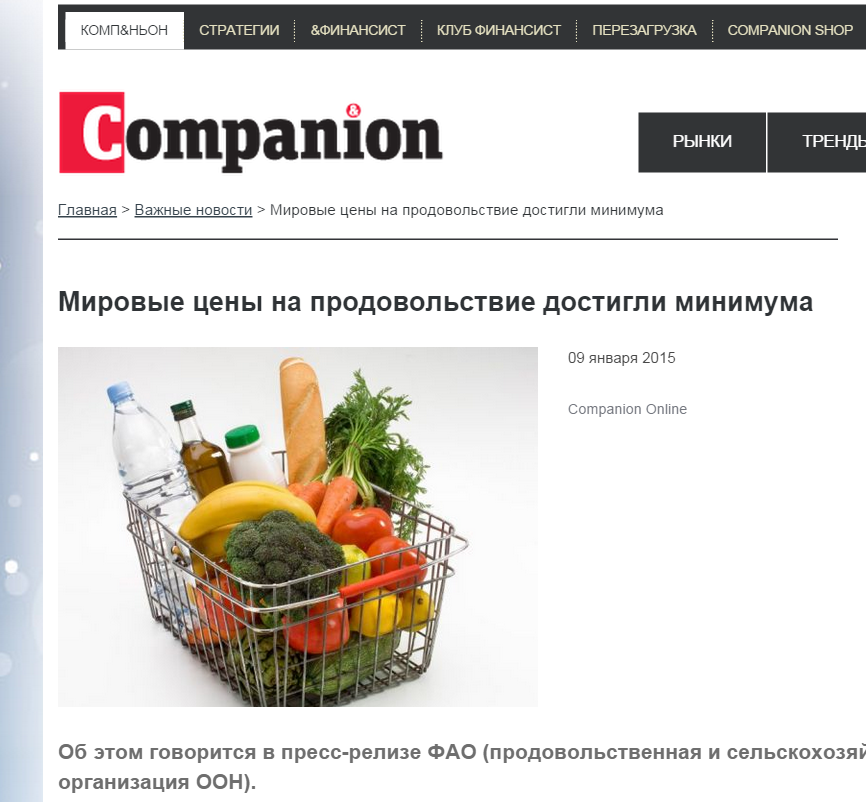 КОМП&НЬОН СТРАТЕГИИ &ФИНАНСИСТ КЛУБ ФИНАНСИСТ ПЕРЕЗАГРУЗКА COMPANION SHOP
&
Companion
РЫНКИ ТРЕНДЫ
Главная > Важные новости > Мировые цены на продовольствие достигли минимума
Мировые цены на продовольствие достигли минимума
09 января 2015
Companion Online
Об этом говорится в пресс-релизе ФАО (продовольственная и сельскохозяй
организация ООН).